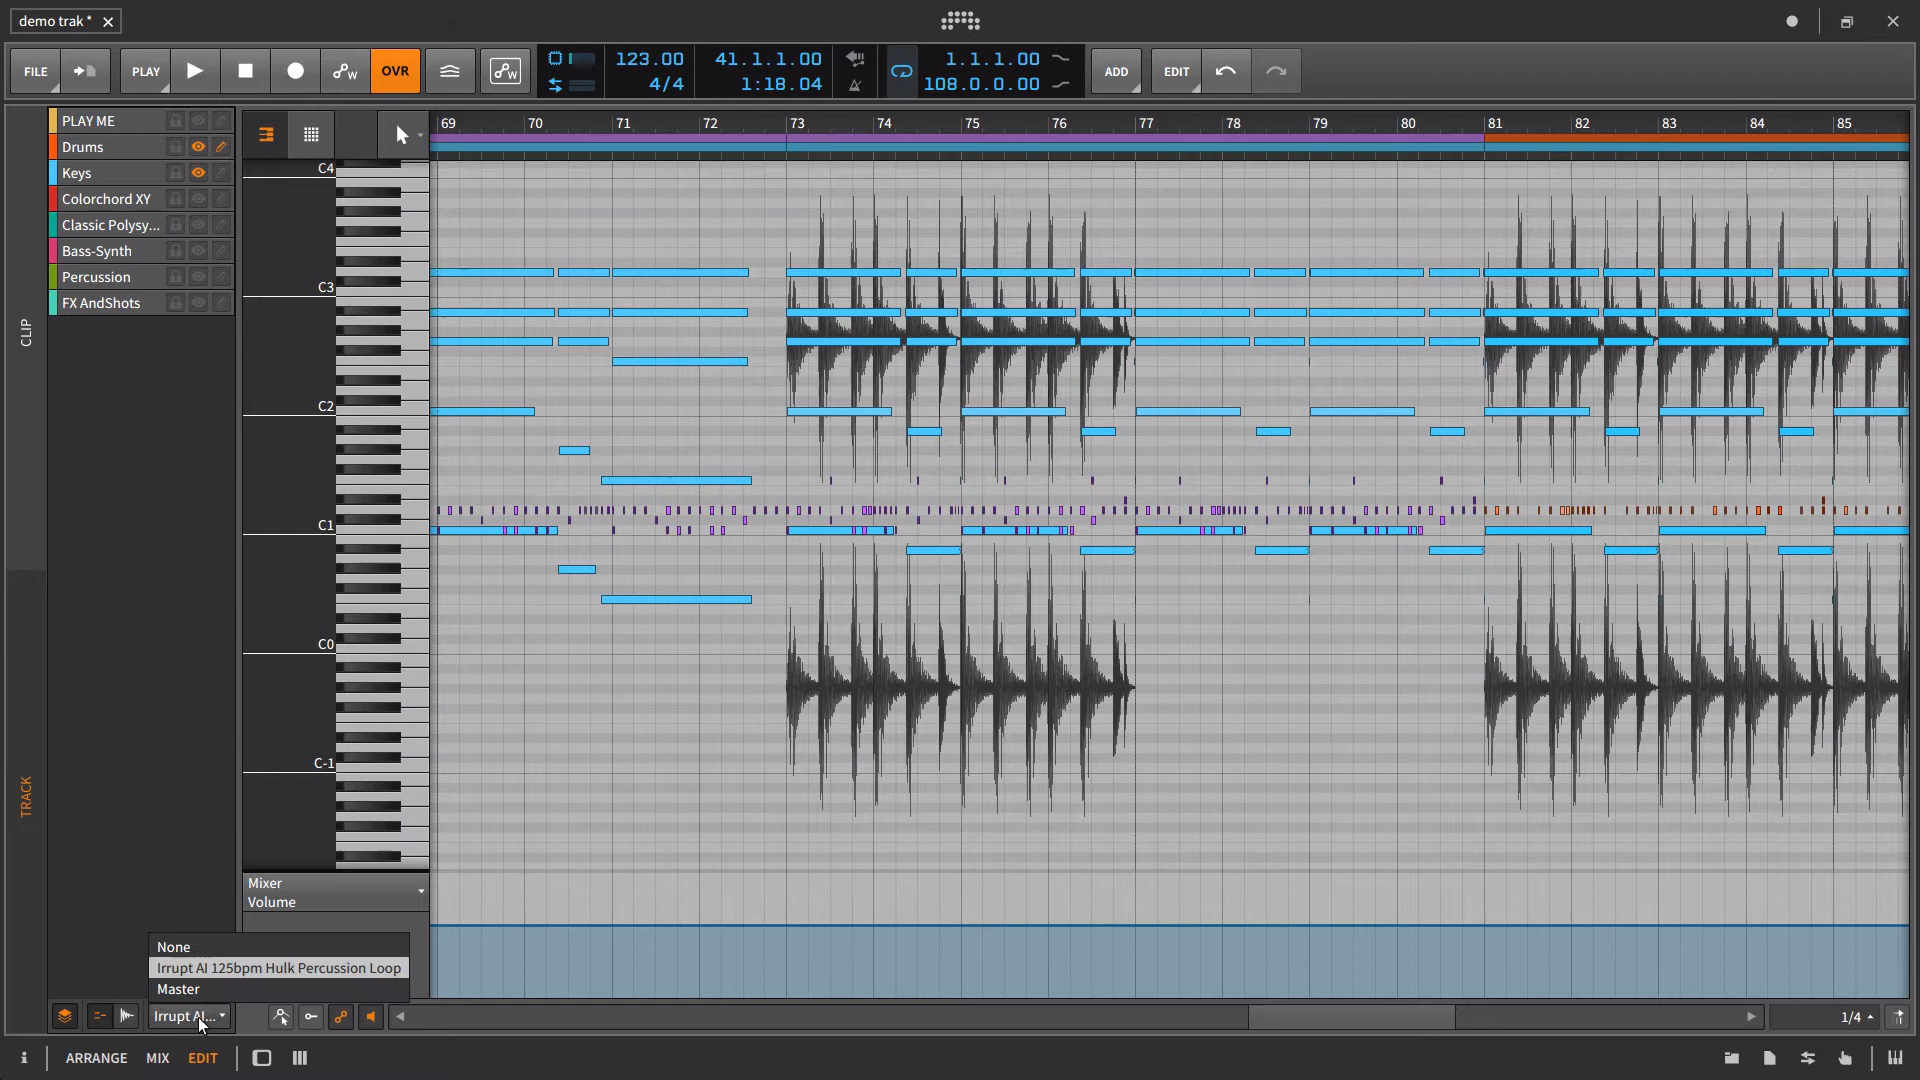 demo trak *
FILE
PLAY
OVR
123.00
4/4
41.1.1.00
1:18.04
1.1.1.00
108.0.0.00
ADD
EDIT
PLAY ME
Drums
Keys
Colorchord XY
Classic Polysy...
Bass-Synth
Percussion
FX AndShots
CLIP
TRACK
69 70 71 72 73 74 75 76 77 78 79 80 81 82 83 84 85
C4
C3
C2
C1
C0
C-1
Mixer
Volume
None
Irrupt AI 125bpm Hulk Percussion Loop
Master
Irrupt AI...
1/4
ARRANGE MIX EDIT